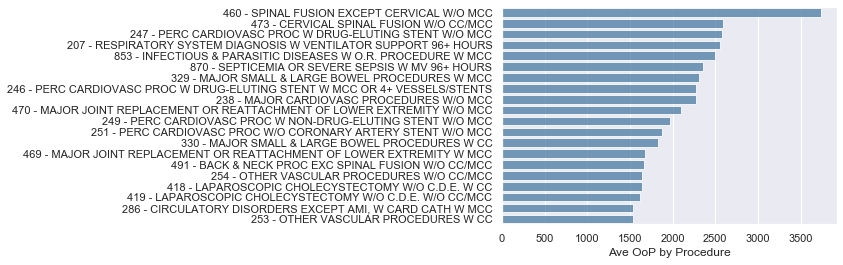 460 - SPINAL FUSION EXCEPT CERVICAL W/O MCC
473 - CERVICAL SPINAL FUSION W/O CC/MCC
247 - PERC CARDIOVASC PROC W DRUG-ELUTING STENT W/O MCC
207 - RESPIRATORY SYSTEM DIAGNOSIS W VENTILATOR SUPPORT 96+ HOURS
853 - INFECTIOUS & PARASITIC DISEASES W O.R. PROCEDURE W MCC
870 - SEPTICEMIA OR SEVERE SEPSIS W MV 96+ HOURS
329 - MAJOR SMALL & LARGE BOWEL PROCEDURES W MCC
246 - PERC CARDIOVASC PROC W DRUG-ELUTING STENT W MCC OR 4+ VESSELS/STENTS
238 - MAJOR CARDIOVASC PROCEDURES W/O MCC
470 - MAJOR JOINT REPLACEMENT OR REATTACHMENT OF LOWER EXTREMITY W/O MCC
249 - PERC CARDIOVASC PROC W NON-DRUG-ELUTING STENT W/O MCC
251 - PERC CARDIOVASC PROC W/O CORONARY ARTERY STENT W/O MCC
330 - MAJOR SMALL & LARGE BOWEL PROCEDURES W CC
469 - MAJOR JOINT REPLACEMENT OR REATTACHMENT OF LOWER EXTREMITY W MCC
491 - BACK & NECK PROC EXC SPINAL FUSION W/O CC/MCC
254 - OTHER VASCULAR PROCEDURES W/O CC/MCC
418 - LAPAROSCOPIC CHOLECYSTECTOMY W/O C.D.E. W CC
419 - LAPAROSCOPIC CHOLECYSTECTOMY W/O C.D.E. W/O CC/MCC
286 - CIRCULATORY DISORDERS EXCEPT AMI, W CARD CATH W MCC
253 - OTHER VASCULAR PROCEDURES W CC
0 500 1000 1500 2000 2500 3000 3500
Ave OoP by Procedure